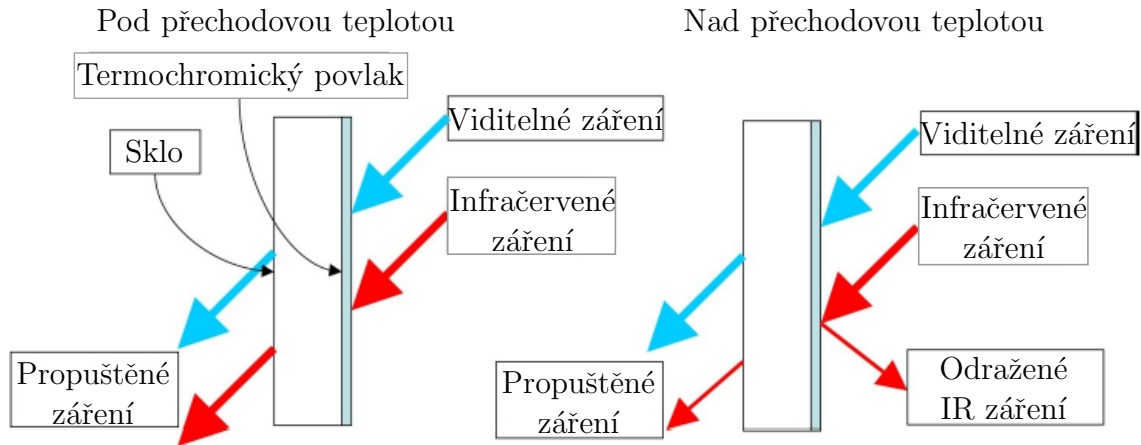 Pod přechodovou teplotou
Termochromický povlak
Sklo
Viditelné záření
Infračervené
záření
Propuštěné
záření
Nad přechodovou teplotou
Viditelné záření
Infračervené
záření
Propuštěné
záření
Odražené
IR záření